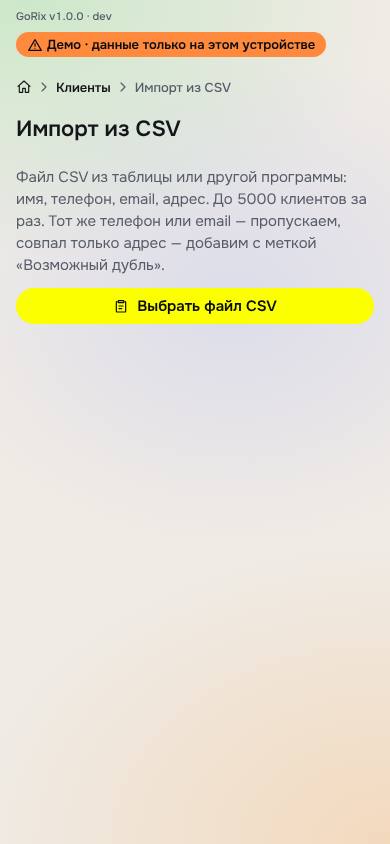 GoRix v1.0.0 · dev
Демо · данные только на этом устройстве
Клиенты
Импорт из CSV
Импорт из CSV
Файл CSV из таблицы или другой программы:
имя, телефон, email, адрес. До 5000 клиентов за
раз. Тот же телефон или email — пропускаем,
совпал только адрес — добавим с меткой
«Возможный дубль».
Выбрать файл CSV